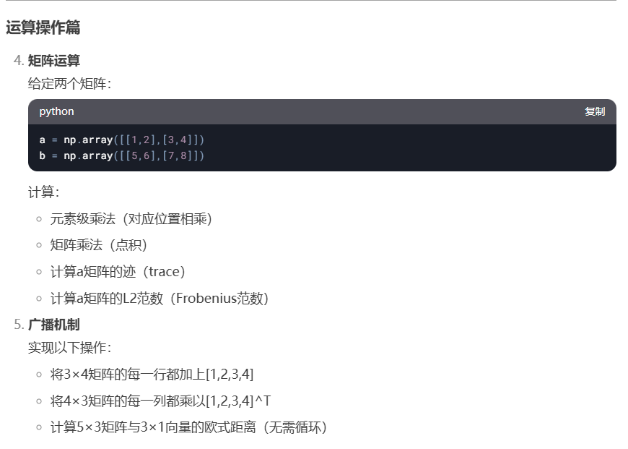 运算操作篇
4. 矩阵运算
给定两个矩阵：
python 复制
a = np.array([[1,2],[3,4]])
b = np.array([[5,6],[7,8]])
计算：
元素级乘法（对应位置相乘）
矩阵乘法（点积）
计算a矩阵的迹（trace）
计算a矩阵的L2范数（Frobenius范数）
5. 广播机制
实现以下操作：
将3×4矩阵的每一行都加上[1,2,3,4]
将4×3矩阵的每一列都乘以[1,2,3,4]^T
计算5×3矩阵与3×1向量的欧式距离（无需循环）